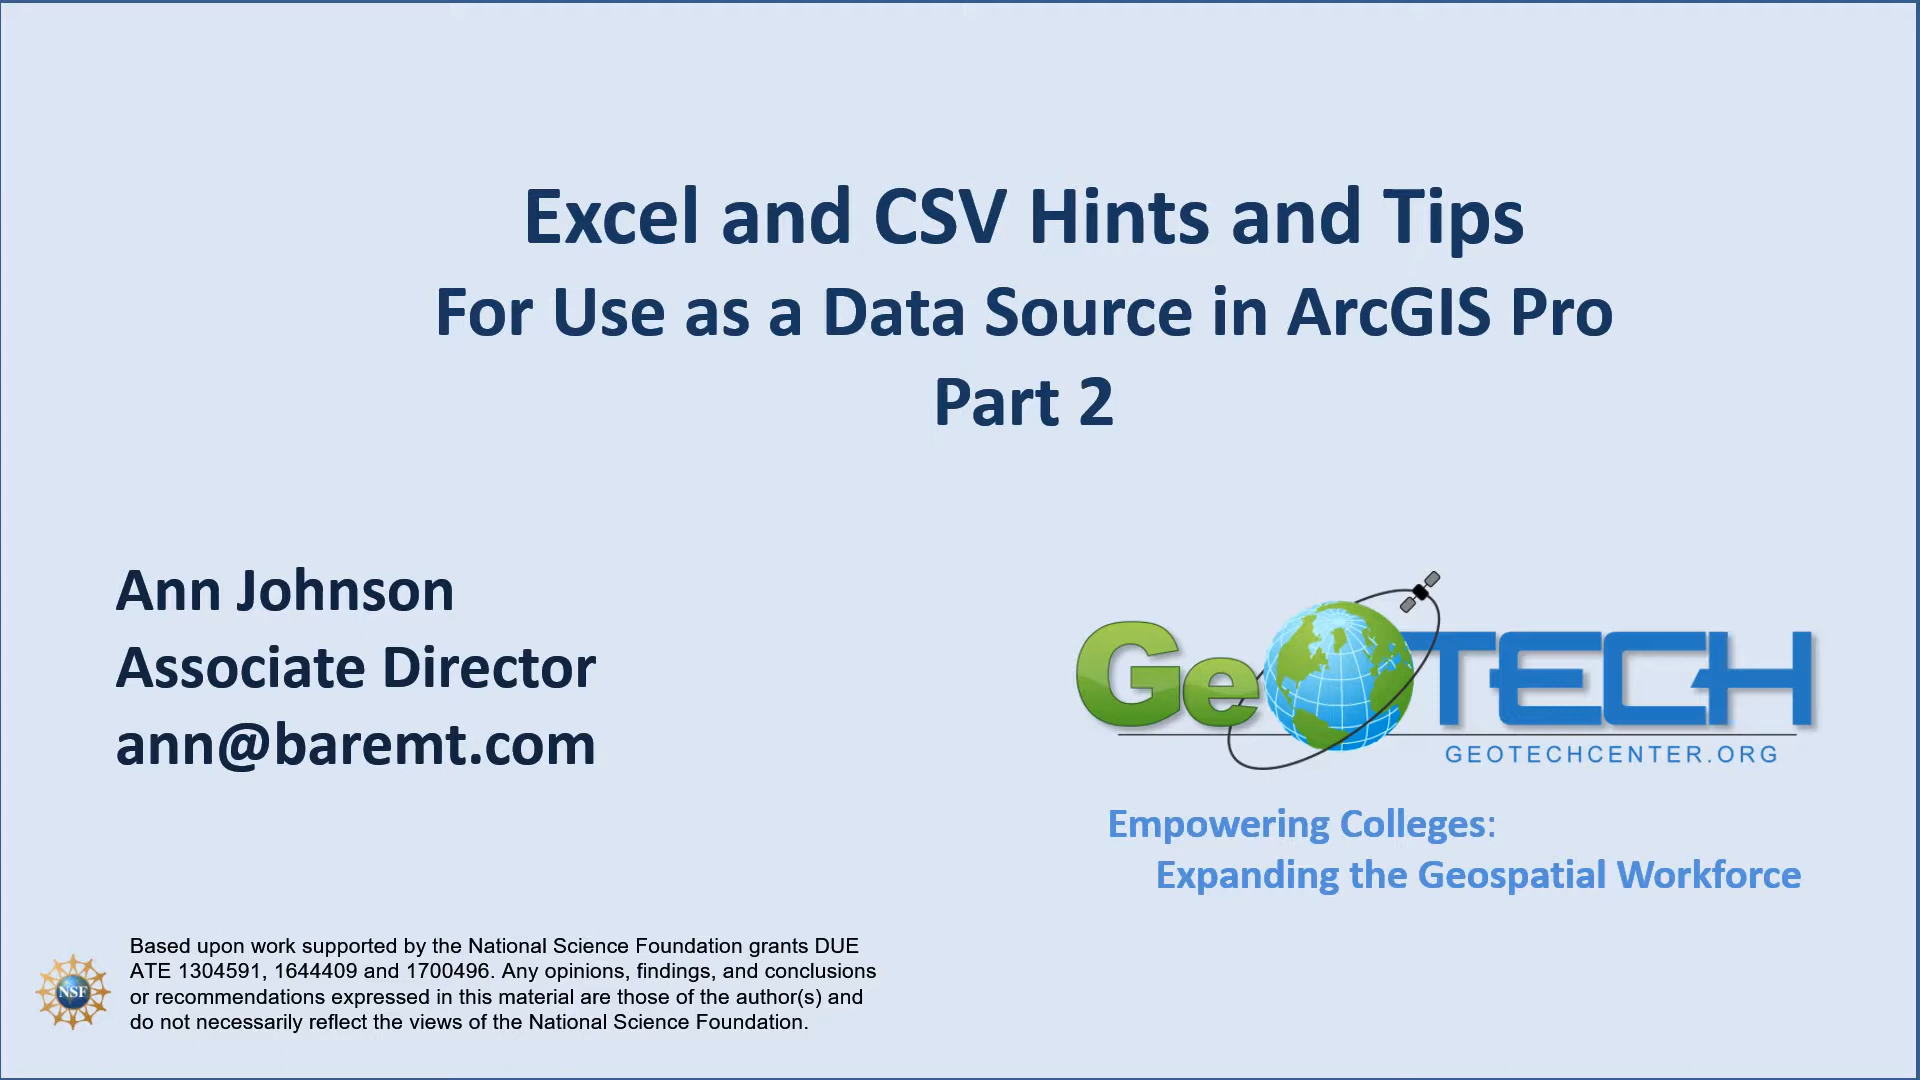 Excel and CSV Hints and Tips
For Use as a Data Source in ArcGIS Pro
Part 2
Ann Johnson
Associate Director
ann@baremt.com
GeoTECH
GEOTECHCENTER.ORG
Empowering Colleges:
Expanding the Geospatial Workforce
NSF
Based upon work supported by the National Science Foundation grants DUE
ATE 1304591, 1644409 and 1700496. Any opinions, findings, and conclusions
or recommendations expressed in this material are those of the author(s) and
do not necessarily reflect the views of the National Science Foundation.